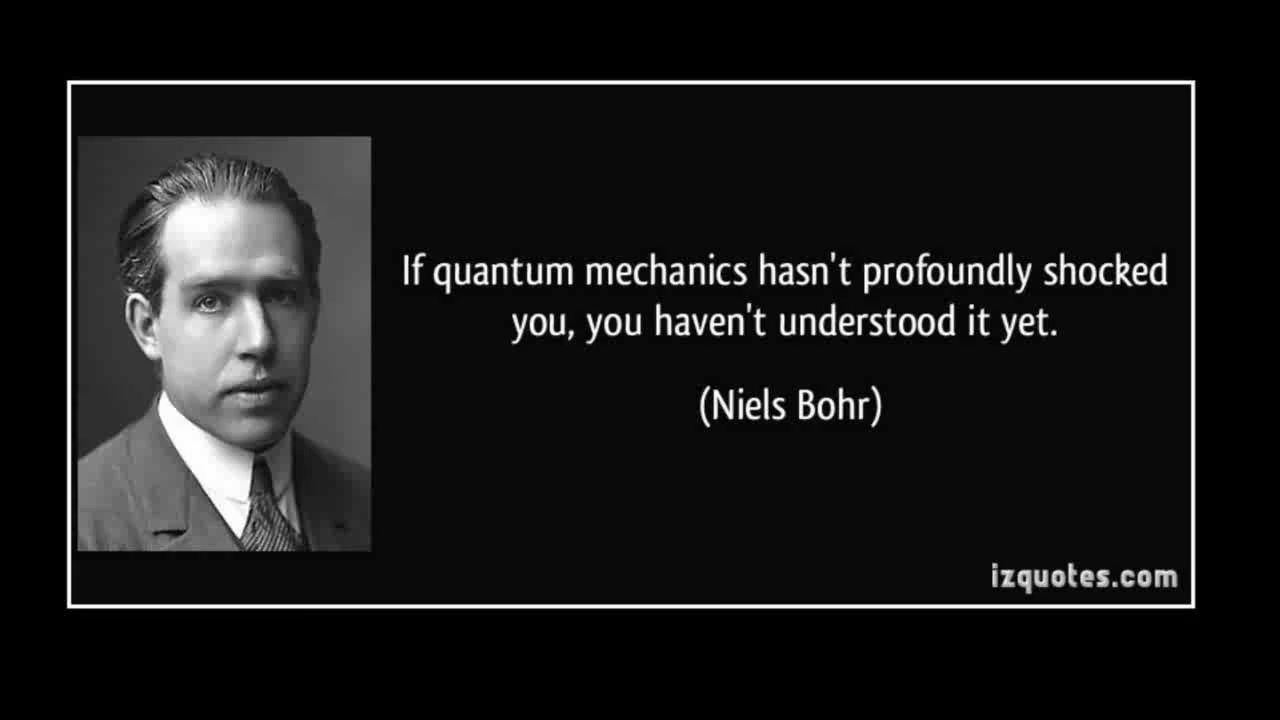 If quantum mechanics hasn't profoundly shocked
you, you haven't understood it yet.
(Niels Bohr)
izquotes.com